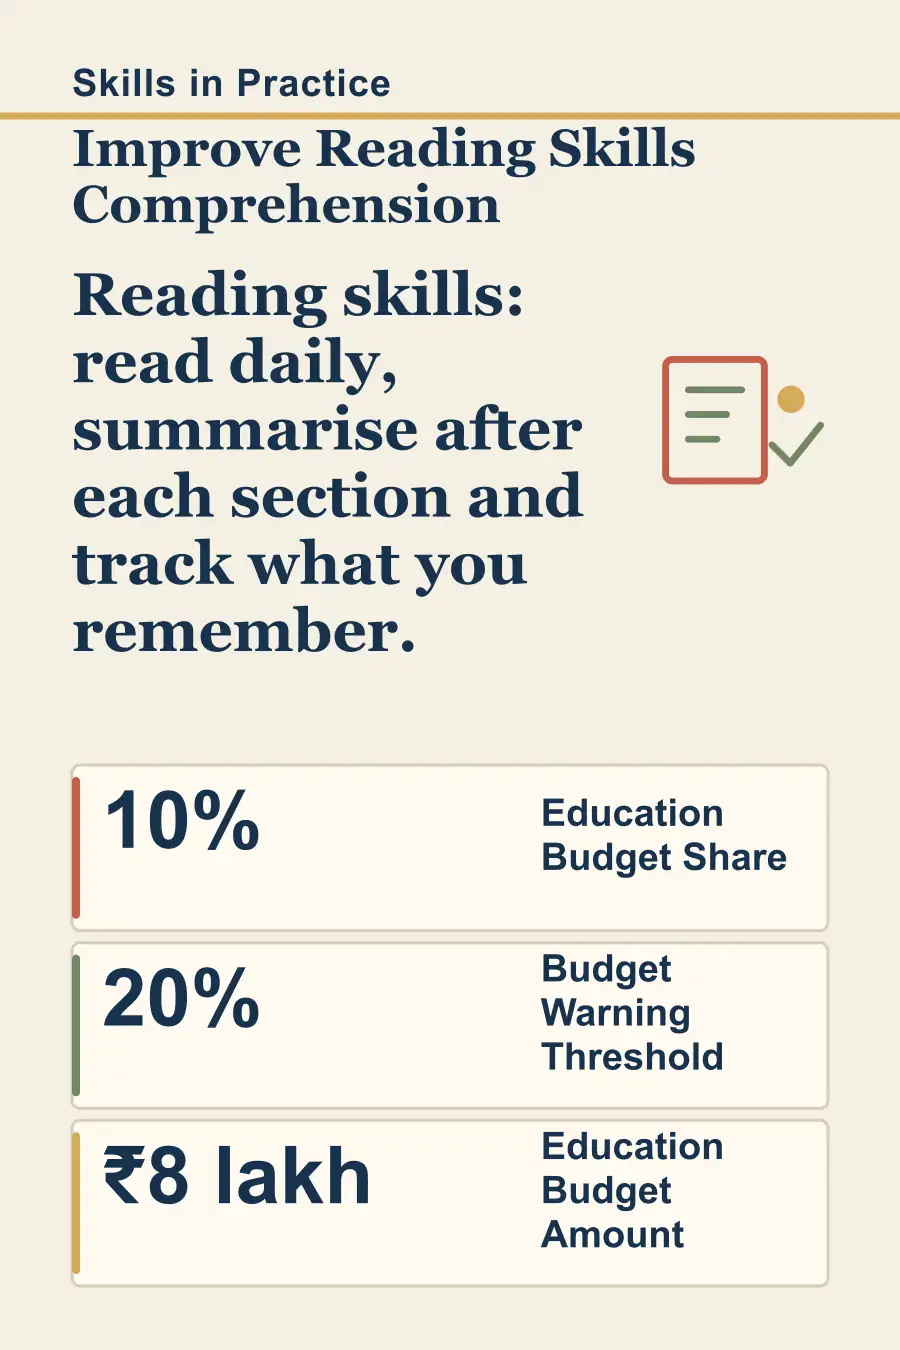 Skills in Practice
Improve Reading Skills
Comprehension
Reading skills:
read daily,
summarise after
each section and
track what you
remember.
10%
Education
Budget Share
20%
Budget
Warning
Threshold
₹8 lakh
Education
Budget
Amount